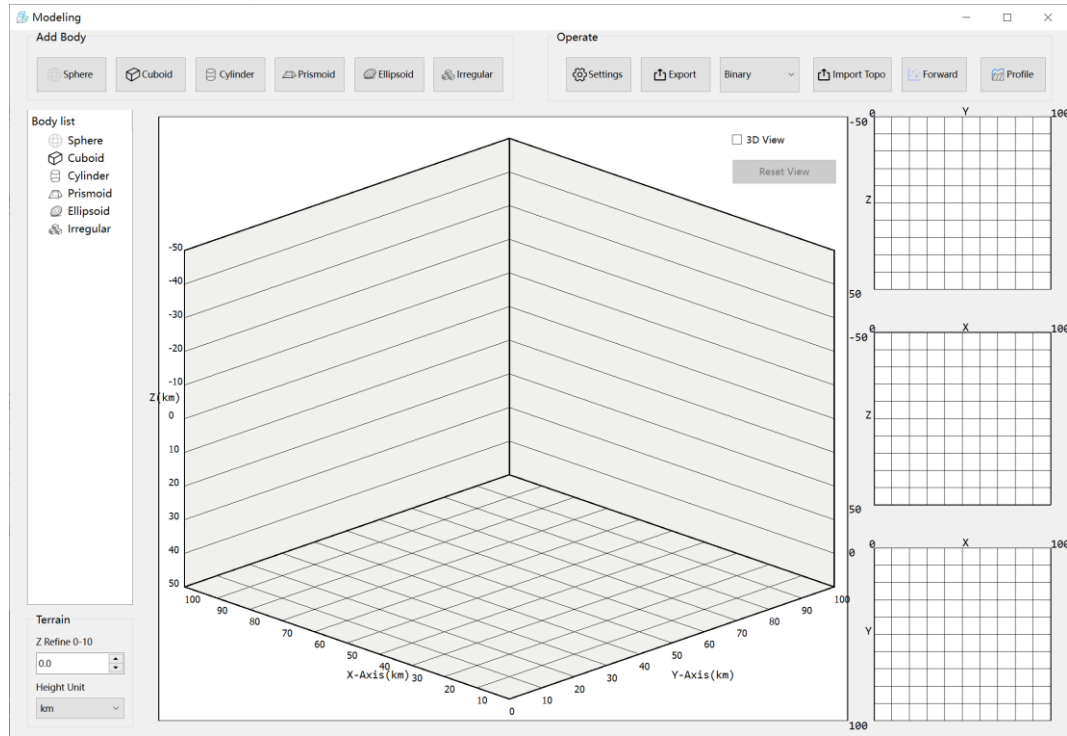 Modeling
Add Body
Operate
Sphere
Cuboid
Cylinder
Prismoid
Ellipsoid
Irregular
Settings
Export
Binary
Import Topo
Forward
Profile
Body list
Sphere
Cuboid
Cylinder
Prismoid
Ellipsoid
Irregular
3D View
Reset View
-50
-40
-30
-20
-10
Z(km)
0
10
20
30
40
50
100
90
80
70
60
50
40
X-Axis(km)
30
20
10
0
10
20
30
40
50
Y-Axis(km)
60
70
80
90
100
0
Y
100
-50
Z
50
0
X
100
-50
Z
50
0
X
100
0
Y
100
Terrain
Z Refine 0-10
0.0
Height Unit
km